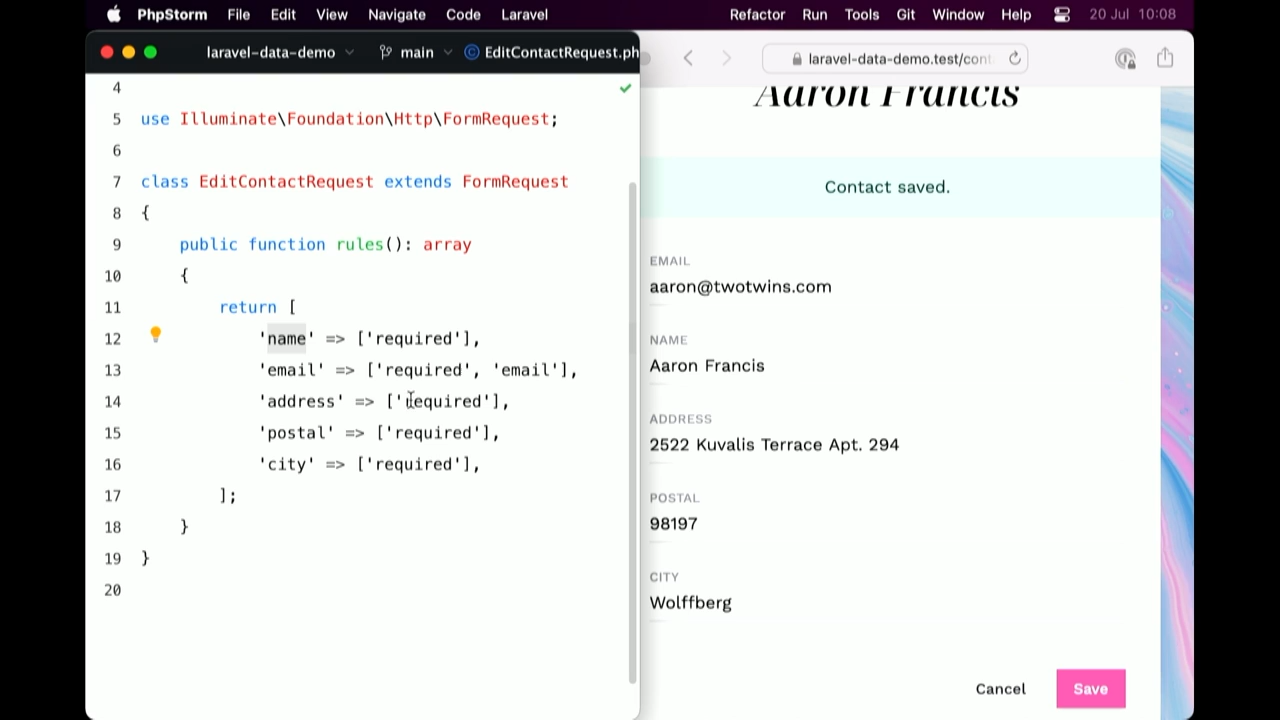 PhpStorm File Edit View Navigate Code Laravel Refactor Run Tools Git Window Help 20 Jul 10:08
laravel-data-demo main EditContactRequest.ph
laravel-data-demo.test/cont
4
5 use Illuminate\Foundation\Http\FormRequest;
6
7 class EditContactRequest extends FormRequest
8 {
9 public function rules(): array
10 {
11 return [
12 'name' => ['required'],
13 'email' => ['required', 'email'],
14 'address' => ['required'],
15 'postal' => ['required'],
16 'city' => ['required'],
17 ];
18 }
19 }
20
Aaron Francis
Contact saved.
EMAIL
aaron@twotwins.com
NAME
Aaron Francis
ADDRESS
2522 Kuvalis Terrace Apt. 294
POSTAL
98197
CITY
Wolffberg
Cancel Save